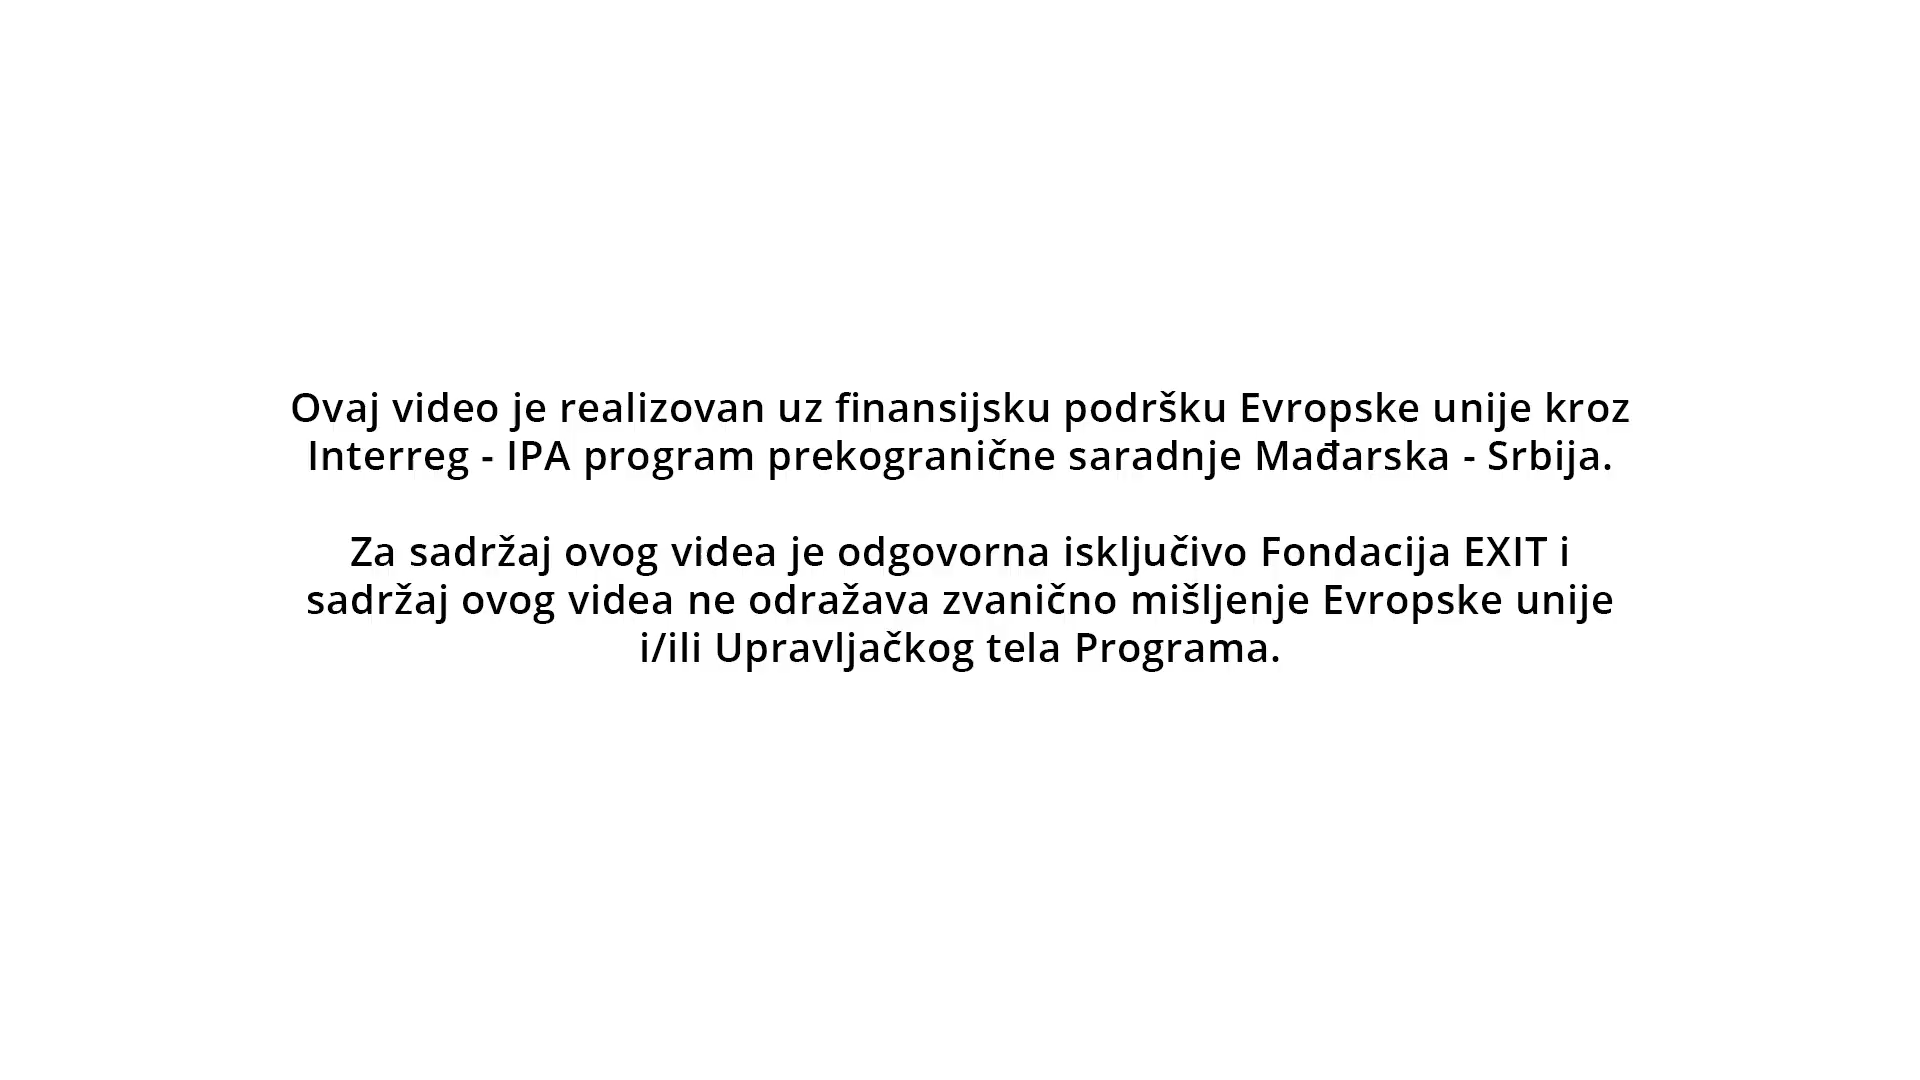 Ovaj video je realizovan uz finansijsku podršku Evropske unije kroz
Interreg - IPA program prekogranične saradnje Mađarska - Srbija.
Za sadržaj ovog videa je odgovorna isključivo Fondacija EXIT i
sadržaj ovog videa ne odražava zvanično mišljenje Evropske unije
i/ili Upravljačkog tela Programa.